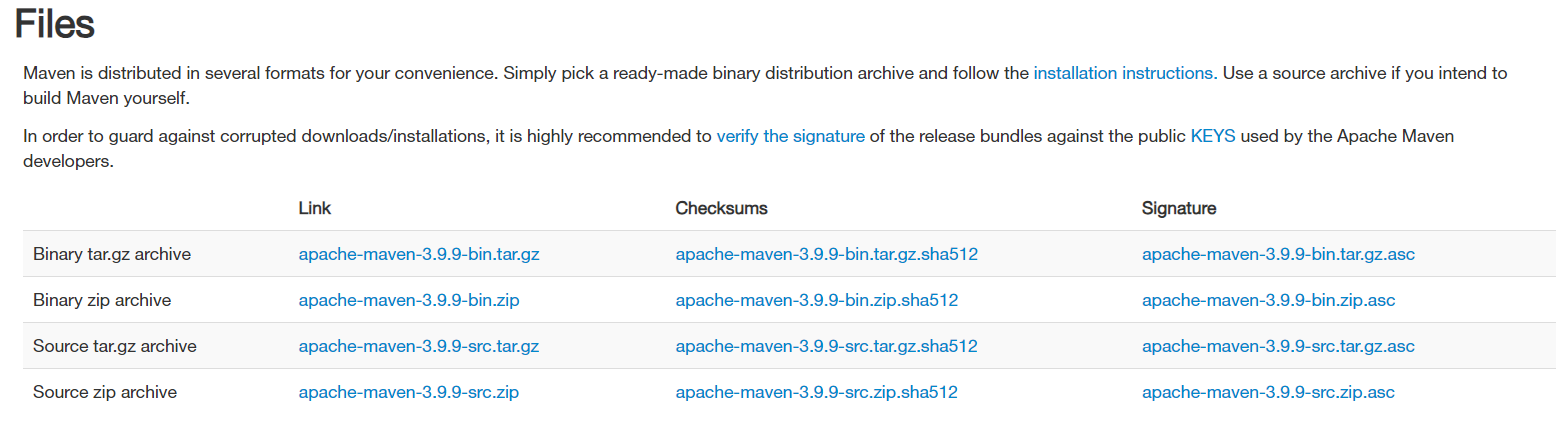 Files
Maven is distributed in several formats for your convenience. Simply pick a ready-made binary distribution archive and follow the installation instructions. Use a source archive if you intend to
build Maven yourself.
In order to guard against corrupted downloads/installations, it is highly recommended to verify the signature of the release bundles against the public KEYS used by the Apache Maven
developers.
Link Checksums Signature
Binary tar.gz archive apache-maven-3.9.9-bin.tar.gz apache-maven-3.9.9-bin.tar.gz.sha512 apache-maven-3.9.9-bin.tar.gz.asc
Binary zip archive apache-maven-3.9.9-bin.zip apache-maven-3.9.9-bin.zip.sha512 apache-maven-3.9.9-bin.zip.asc
Source tar.gz archive apache-maven-3.9.9-src.tar.gz apache-maven-3.9.9-src.tar.gz.sha512 apache-maven-3.9.9-src.tar.gz.asc
Source zip archive apache-maven-3.9.9-src.zip apache-maven-3.9.9-src.zip.sha512 apache-maven-3.9.9-src.zip.asc